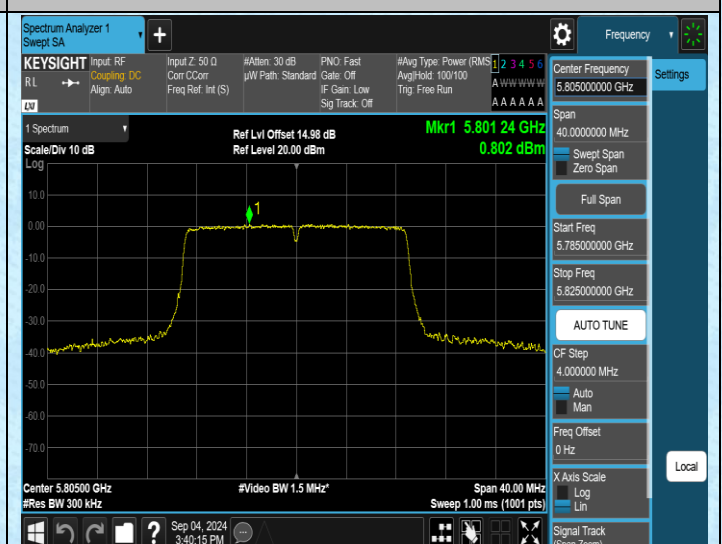 Spectrum Analyzer 1
Swept SA
Frequency
KEYSIGHT
RL
LXI
Input: RF
Coupling: DC
Align: Auto
Input Z: 50 Ω
Corr CCorr
Freq Ref: Int (S)
#Atten: 30 dB
µW Path: Standard
PNO: Fast
Gate: Off
IF Gain: Low
Sig Track: Off
#Avg Type: Power (RMS
Avg|Hold: 100/100
Trig: Free Run
1 2 3 4 5 6
A W W W W W
A A A A A A
1 Spectrum
Scale/Div 10 dB
Log
Ref Lvl Offset 14.98 dB
Ref Level 20.00 dBm
Mkr1 5.801 24 GHz
0.802 dBm
10.0
0.00
-10.0
-20.0
-30.0
-40.0
-50.0
-60.0
-70.0
1
Center 5.80500 GHz
#Res BW 300 kHz
#Video BW 1.5 MHz*
Span 40.00 MHz
Sweep 1.00 ms (1001 pts)
Sep 04, 2024
3:40:15 PM
Center Frequency
5.805000000 GHz
Settings
Span
40.0000000 MHz
Swept Span
Zero Span
Full Span
Start Freq
5.785000000 GHz
Stop Freq
5.825000000 GHz
AUTO TUNE
CF Step
4.000000 MHz
Auto
Man
Freq Offset
0 Hz
X Axis Scale
Log
Lin
Local
Signal Track
(Span Zoom)